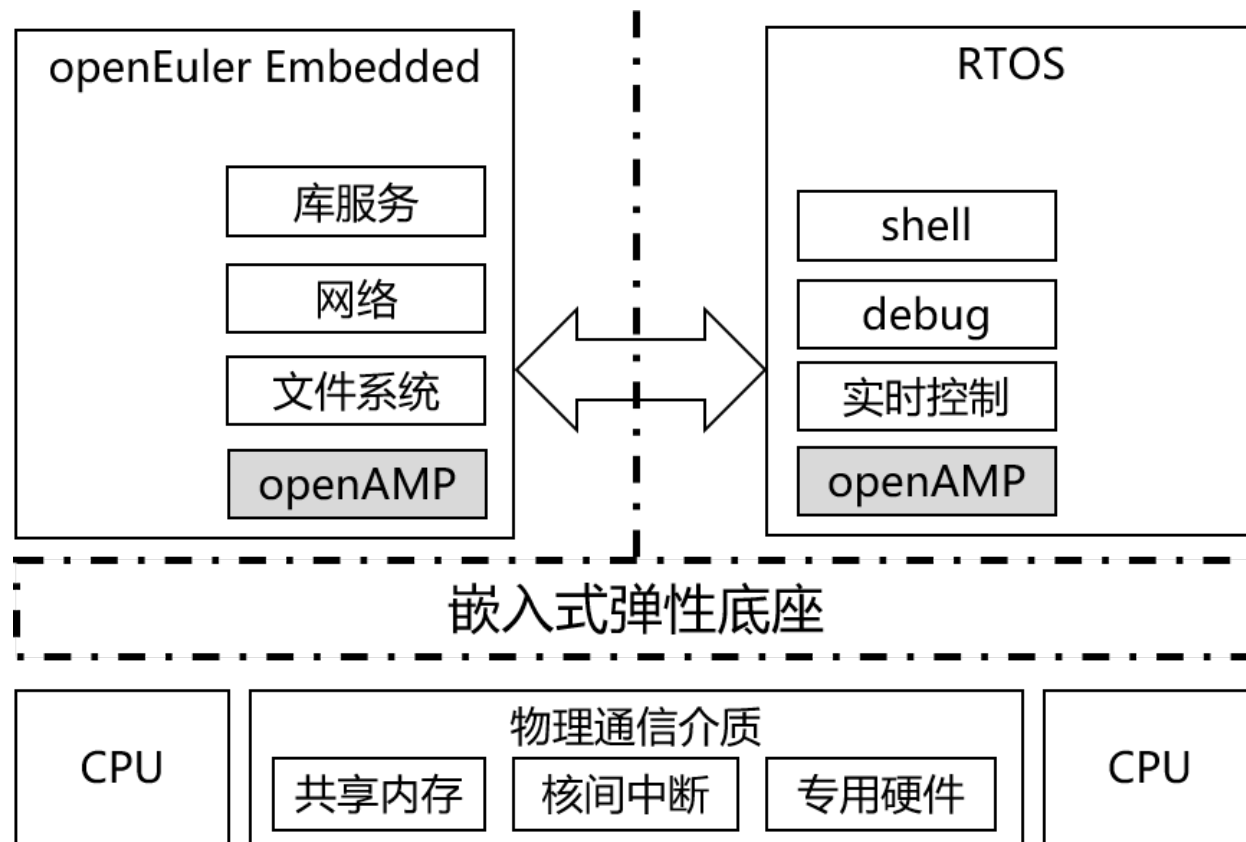 openEuler Embedded
库服务
网络
文件系统
openAMP
RTOS
shell
debug
实时控制
openAMP
嵌入式弹性底座
CPU
物理通信介质
共享内存
核间中断
专用硬件
CPU